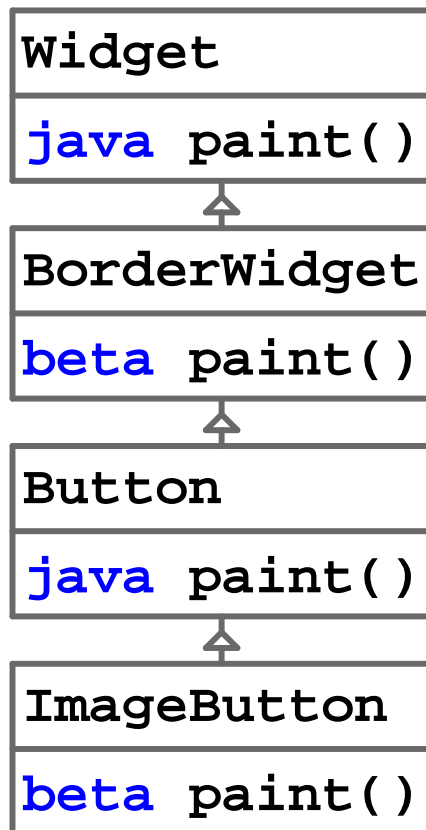 Widget
java paint()
BorderWidget
beta paint()
Button
java paint()
ImageButton
beta paint()